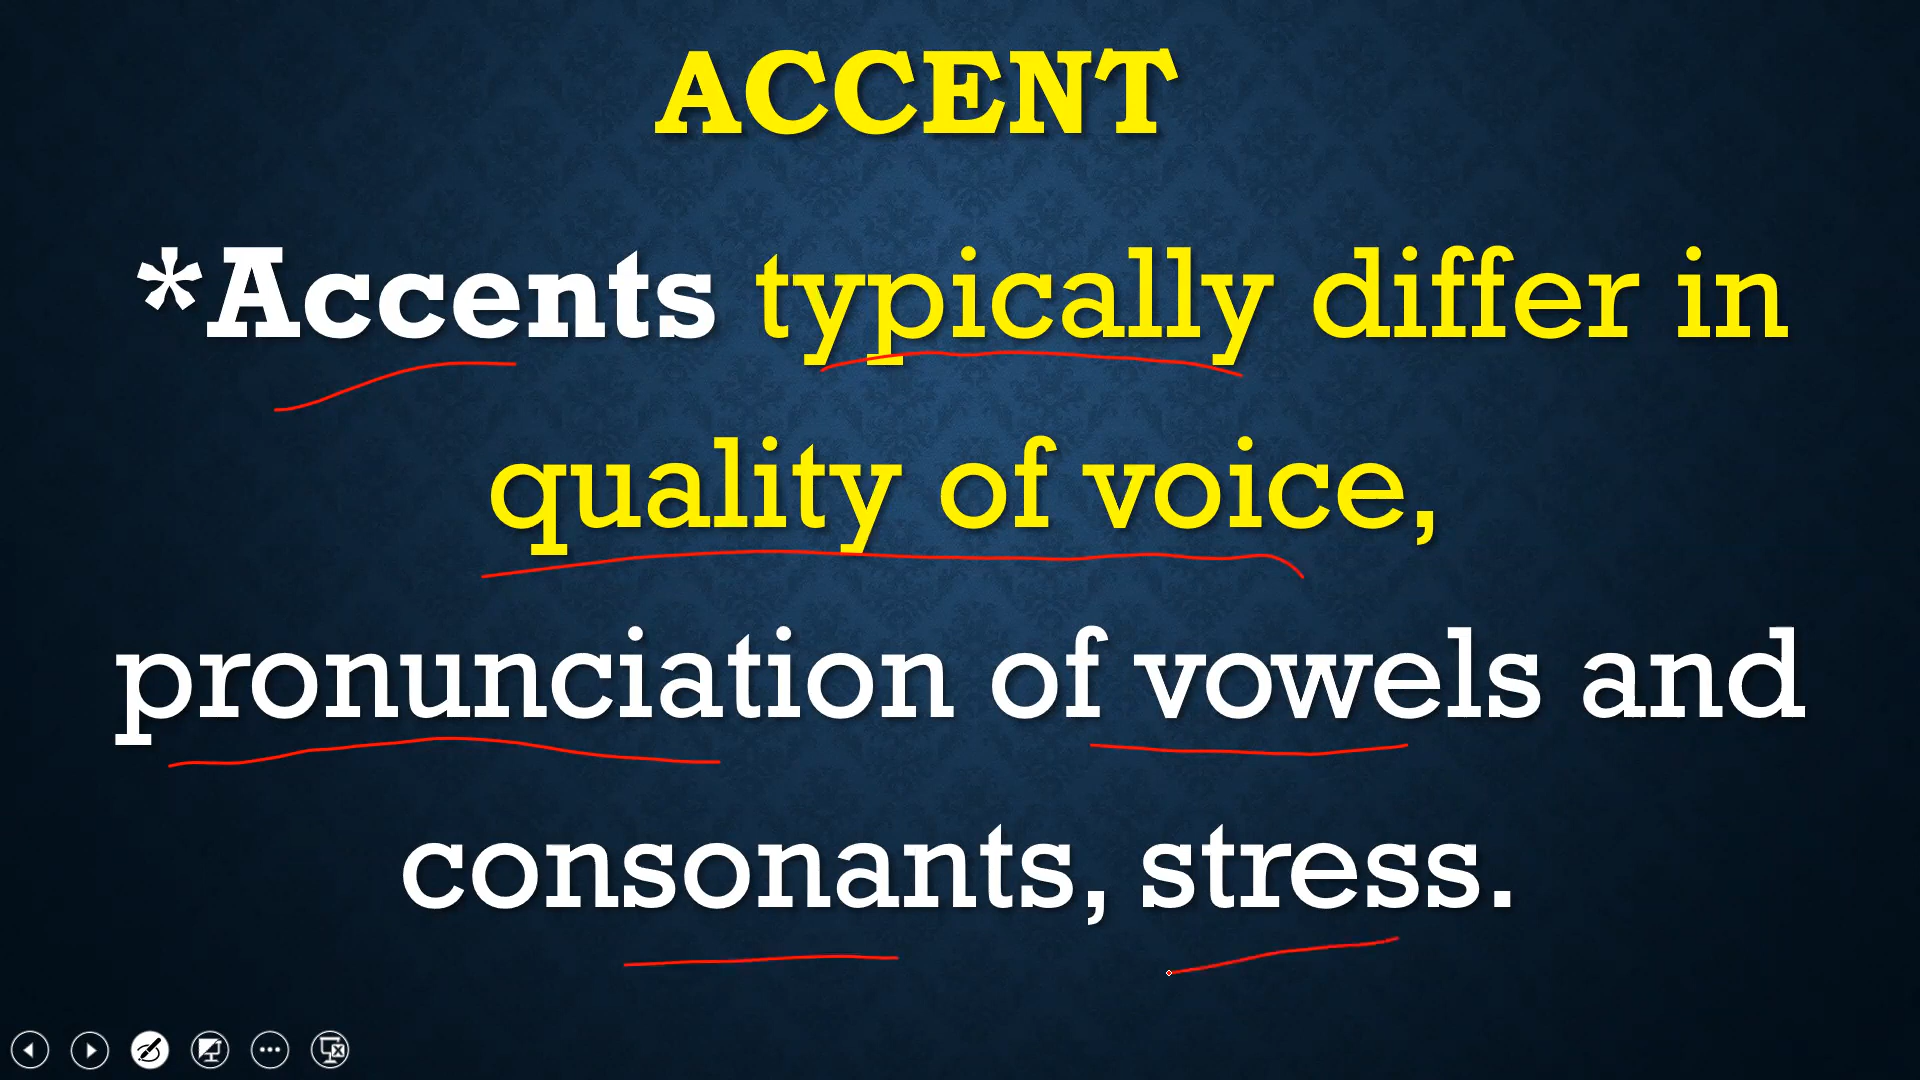 ACCENT
*Accents typically differ in
quality of voice,
pronunciation of vowels and
consonants, stress.